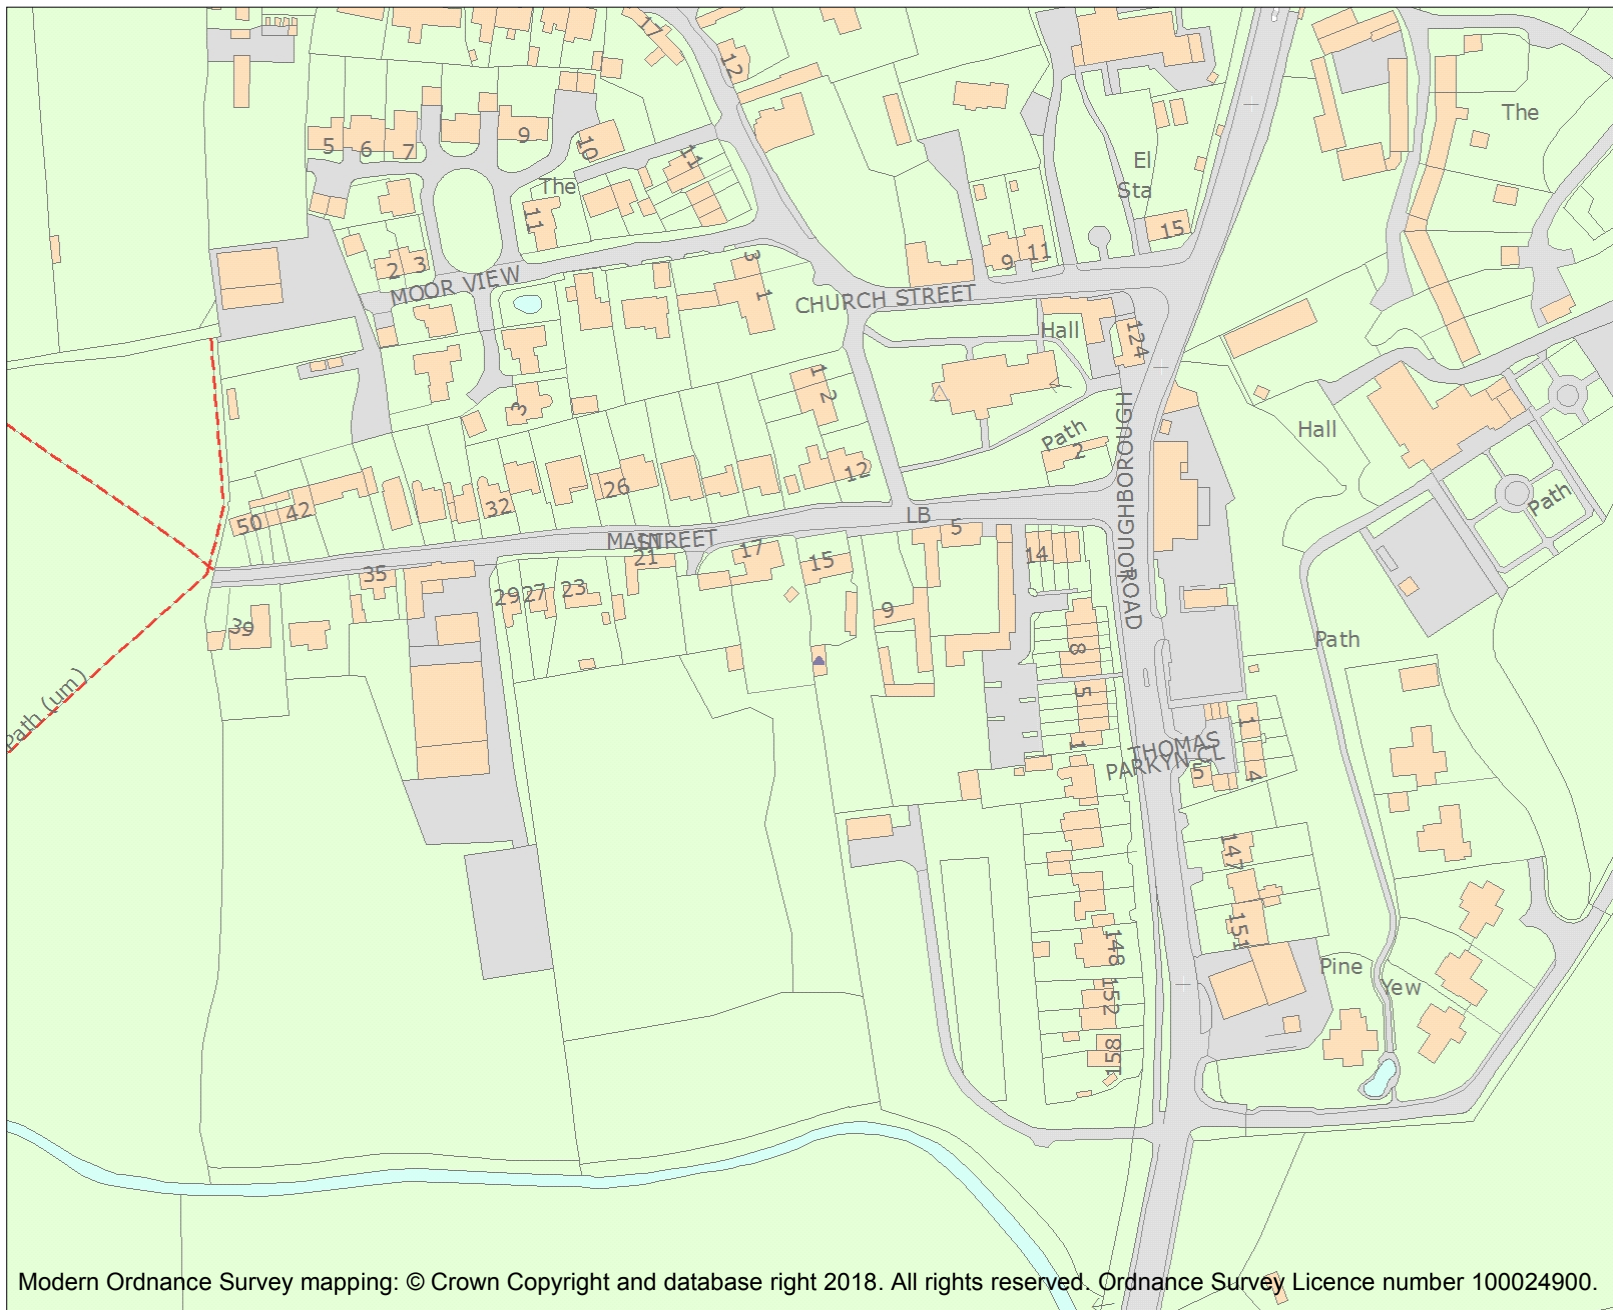 17
12
The
5
6
7
9
10
11
The
11
El
Sta
15
2
3
MOOR VIEW
3
1
9
11
CHURCH STREET
Hall
124
1
2
3
Hall
Path
2
12
LOUGHBOROUGH
ROAD
26
32
42
50
Path
LB
5
MAIN STREET
21
17
15
14
35
29
27
23
9
39
8
Path
Path (um)
5
1
1
THOMAS
PARKYN CL
5
4
147
151
148
Pine
Yew
152
158
Modern Ordnance Survey mapping: © Crown Copyright and database right 2018. All rights reserved. Ordnance Survey Licence number 100024900.